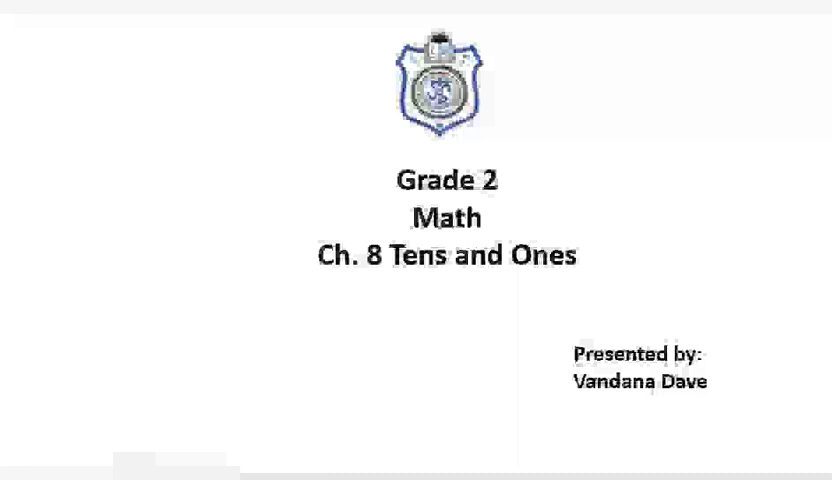 Grade 2
Math
Ch. 8 Tens and Ones
Presented by:
Vandana Dave